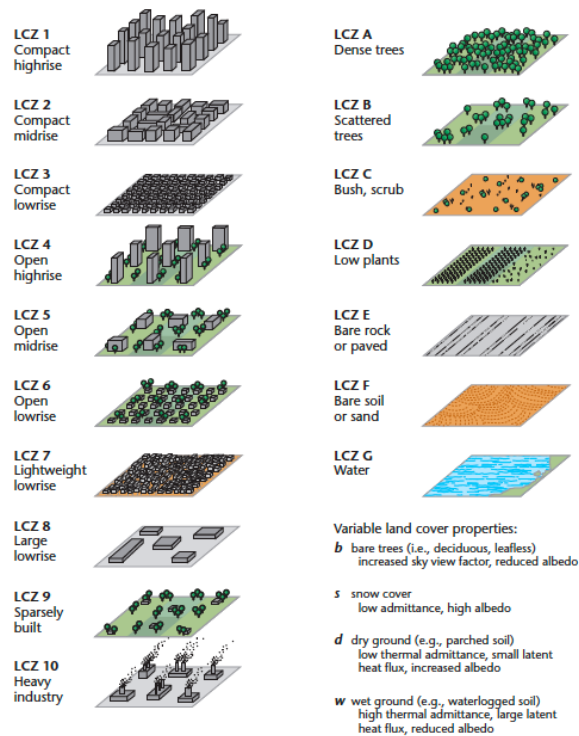 LCZ 1
Compact
highrise
LCZ 2
Compact
midrise
LCZ 3
Compact
lowrise
LCZ 4
Open
highrise
LCZ 5
Open
midrise
LCZ 6
Open
lowrise
LCZ 7
Lightweight
lowrise
LCZ 8
Large
lowrise
LCZ 9
Sparsely
built
LCZ 10
Heavy
industry
LCZ A
Dense trees
LCZ B
Scattered
trees
LCZ C
Bush, scrub
LCZ D
Low plants
LCZ E
Bare rock
or paved
LCZ F
Bare soil
or sand
LCZ G
Water
Variable land cover properties:
b bare trees (i.e., deciduous, leafless)
increased sky view factor, reduced albedo
s snow cover
low admittance, high albedo
d dry ground (e.g., parched soil)
low thermal admittance, small latent
heat flux, increased albedo
w wet ground (e.g., waterlogged soil)
high thermal admittance, large latent
heat flux, reduced albedo